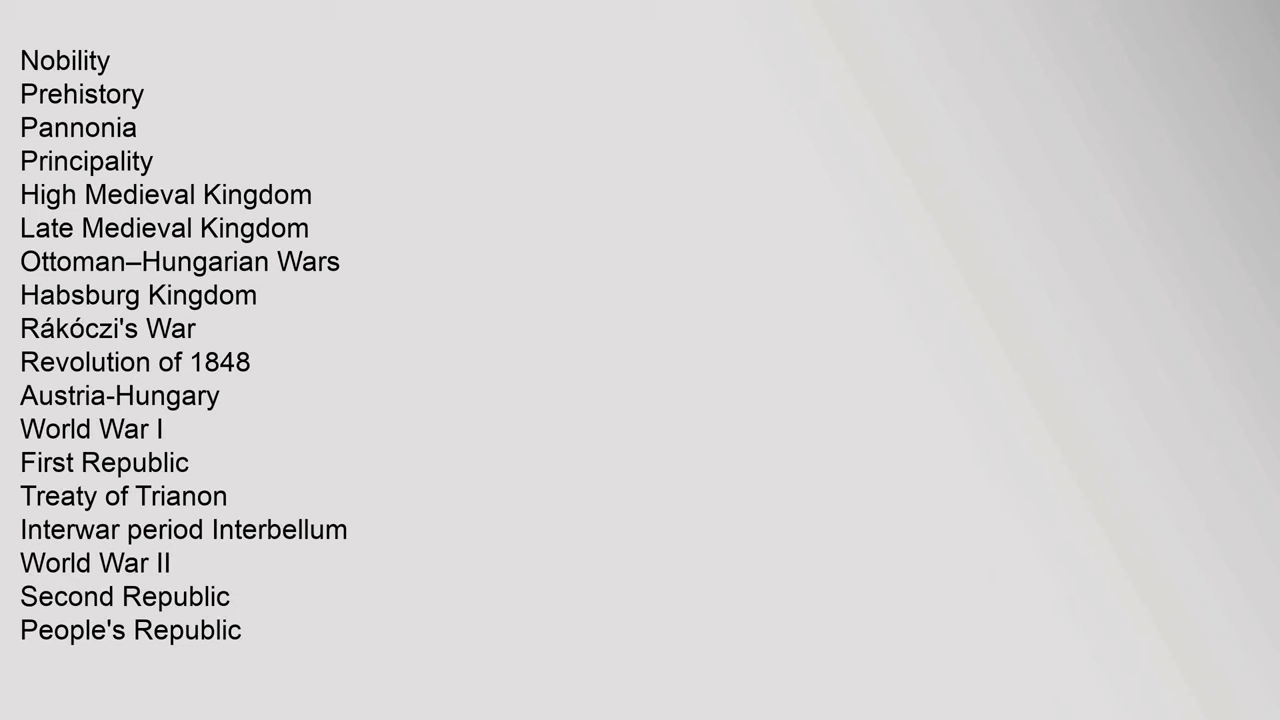 Nobility
Prehistory
Pannonia
Principality
High Medieval Kingdom
Late Medieval Kingdom
Ottoman–Hungarian Wars
Habsburg Kingdom
Rákóczi's War
Revolution of 1848
Austria-Hungary
World War I
First Republic
Treaty of Trianon
Interwar period Interbellum
World War II
Second Republic
People's Republic